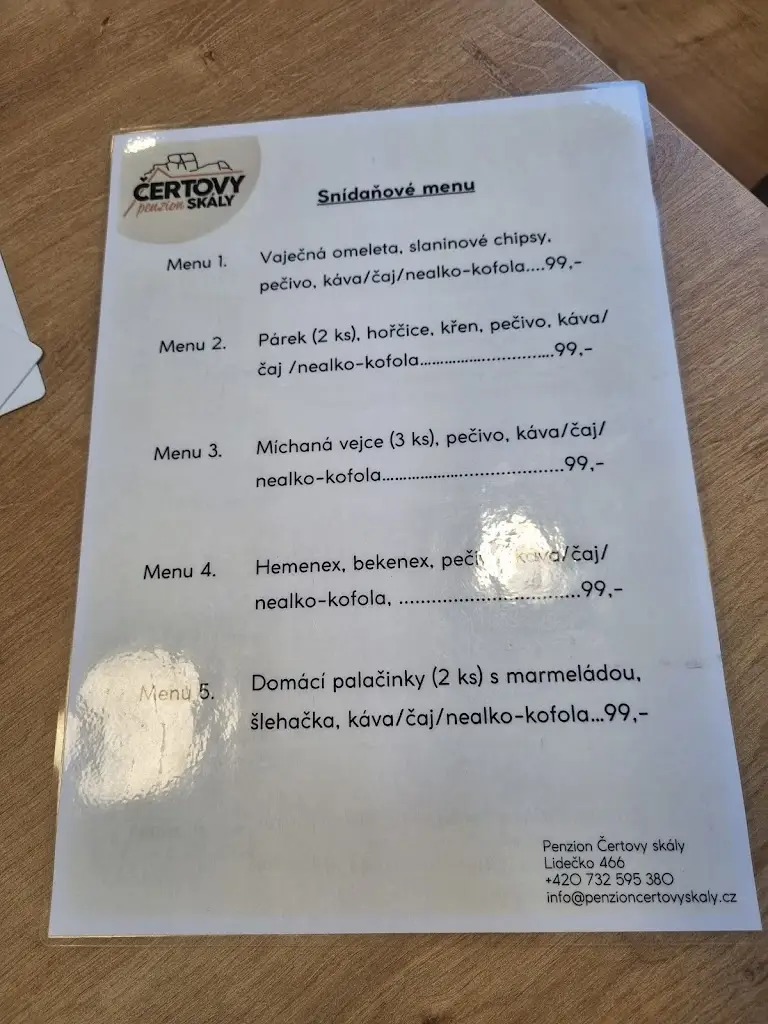 ČERTOVY
penzion SKÁLY
Snídaňové menu
Menu 1. Vaječná omeleta, slaninové chipsy,
pečivo, káva/čaj/nealko-kofola....99,-
Menu 2. Párek (2 ks), hořčice, křen, pečivo, káva/
čaj /nealko-kofola..............................99,-
Menu 3. Míchaná vejce (3 ks), pečivo, káva/čaj/
nealko-kofola....................................99,-
Menu 4. Hemenex, bekenex, pečivo, káva/čaj/
nealko-kofola, ................................99,-
Menu 5. Domácí palačinky (2 ks) s marmeládou,
šlehačka, káva/čaj/nealko-kofola...99,-
Penzion Čertovy skály
Lidečko 466
+420 732 595 380
info@penzioncertovyskaly.cz